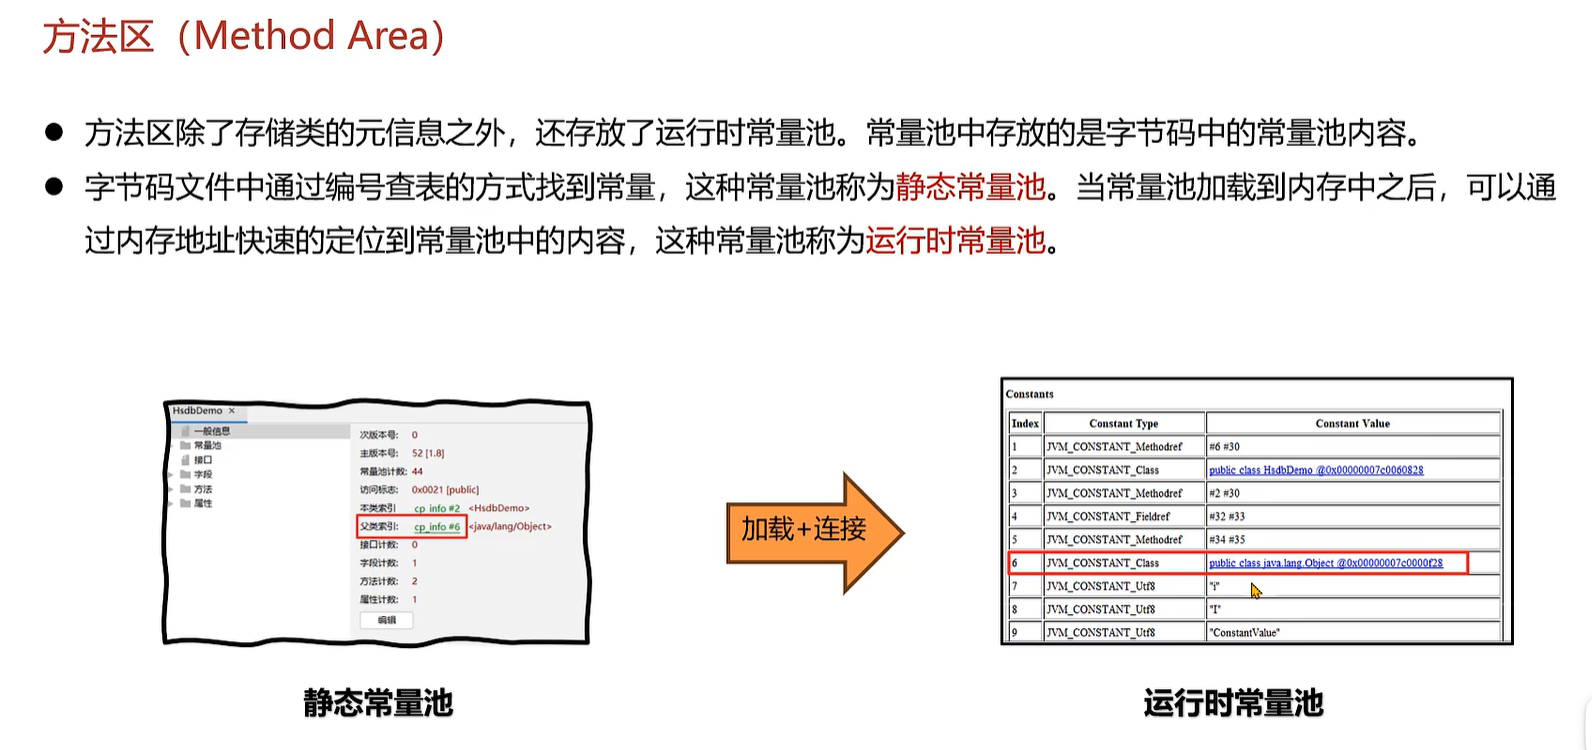 方法区（Method Area）
● 方法区除了存储类的元信息之外，还存放了运行时常量池。常量池中存放的是字节码中的常量池内容。
● 字节码文件中通过编号查表的方式找到常量，这种常量池称为静态常量池。当常量池加载到内存中之后，可以通
过内存地址快速的定位到常量池中的内容，这种常量池称为运行时常量池。
HsdbDemo ×
一般信息
常量池
接口
字段
方法
属性
次版本号: 0
主版本号: 52 [1.8]
常量池计数: 44
访问标志: 0x0021 [public]
本类索引 cp_info #2 <HsdbDemo>
父类索引: cp_info #6 <java/lang/Object>
接口计数: 0
字段计数: 1
方法计数: 2
属性计数: 1
编辑
加载+连接
Constants
Index Constant Type Constant Value
1 JVM_CONSTANT_Methodref #6 #30
2 JVM_CONSTANT_Class public class HsdbDemo @0x00000007c0060828
3 JVM_CONSTANT_Methodref #2 #30
4 JVM_CONSTANT_Fieldref #32 #33
5 JVM_CONSTANT_Methodref #34 #35
6 JVM_CONSTANT_Class public class java.lang.Object @0x00000007c0000f28
7 JVM_CONSTANT_Utf8 "i"
8 JVM_CONSTANT_Utf8 "I"
9 JVM_CONSTANT_Utf8 "ConstantValue"
静态常量池
运行时常量池